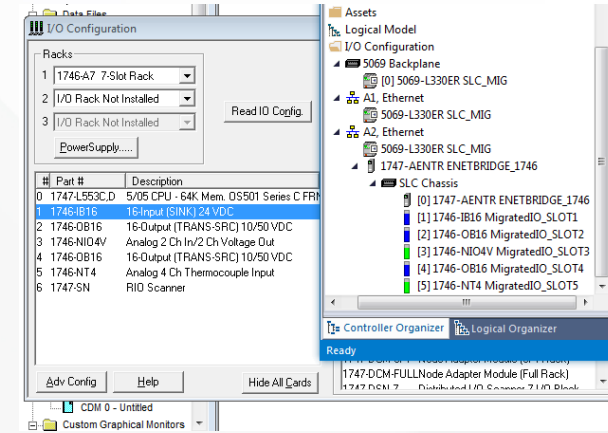 Data Files
I/O Configuration
Racks
1 1746-A7 7-Slot Rack
2 I/O Rack Not Installed
3 I/O Rack Not Installed
Read IO Config.
PowerSupply.....
# Part # Description
0 1747-L553C,D 5/05 CPU - 64K Mem. OS501 Series C FRN
1 1746-IB16 16-Input (SINK) 24 VDC
2 1746-OB16 16-Output (TRANS-SRC) 10/50 VDC
3 1746-NIO4V Analog 2 Ch In/2 Ch Voltage Out
4 1746-OB16 16-Output (TRANS-SRC) 10/50 VDC
5 1746-NT4 Analog 4 Ch Thermocouple Input
6 1747-SN RIO Scanner
Adv Config
Help
Hide All Cards
CDM 0 - Untitled
Custom Graphical Monitors
Assets
Logical Model
I/O Configuration
5069 Backplane
[0] 5069-L330ER SLC_MIG
A1, Ethernet
5069-L330ER SLC_MIG
A2, Ethernet
5069-L330ER SLC_MIG
1747-AENTR ENETBRIDGE_1746
SLC Chassis
[0] 1747-AENTR ENETBRIDGE_1746
[1] 1746-IB16 MigratedIO_SLOT1
[2] 1746-OB16 MigratedIO_SLOT2
[3] 1746-NIO4V MigratedIO_SLOT3
[4] 1746-OB16 MigratedIO_SLOT4
[5] 1746-NT4 MigratedIO_SLOT5
Controller Organizer
Logical Organizer
Ready
1747-DCM-FULL Node Adapter Module (Full Rack)